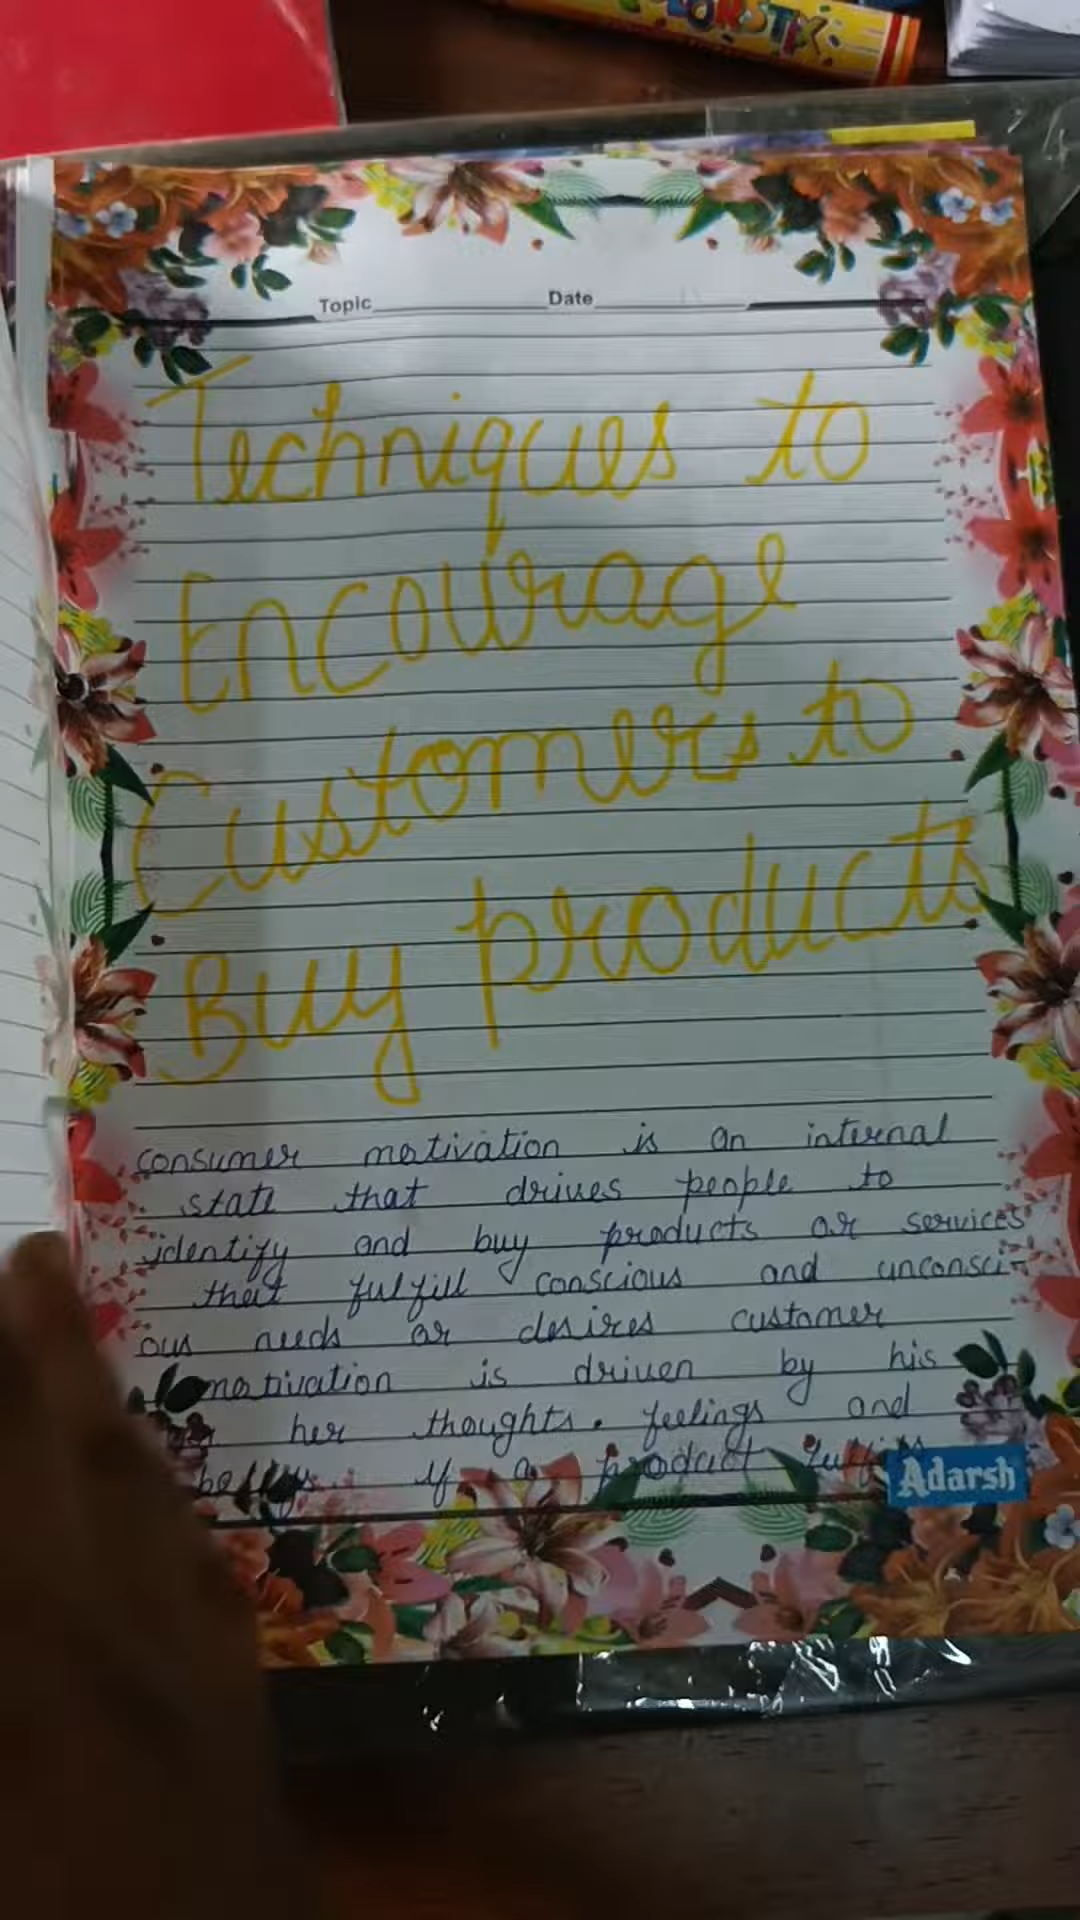 ORSTIX
Topic Date
Techniques to
Encourage
Customers to
Buy products
consumer motivation is an internal
state that drives people to
identify and buy products or services
that fulfill conscious and unconsci-
ous needs or desires customer
motivation is driven by his
her thoughts. feelings and
if a product
Adarsh